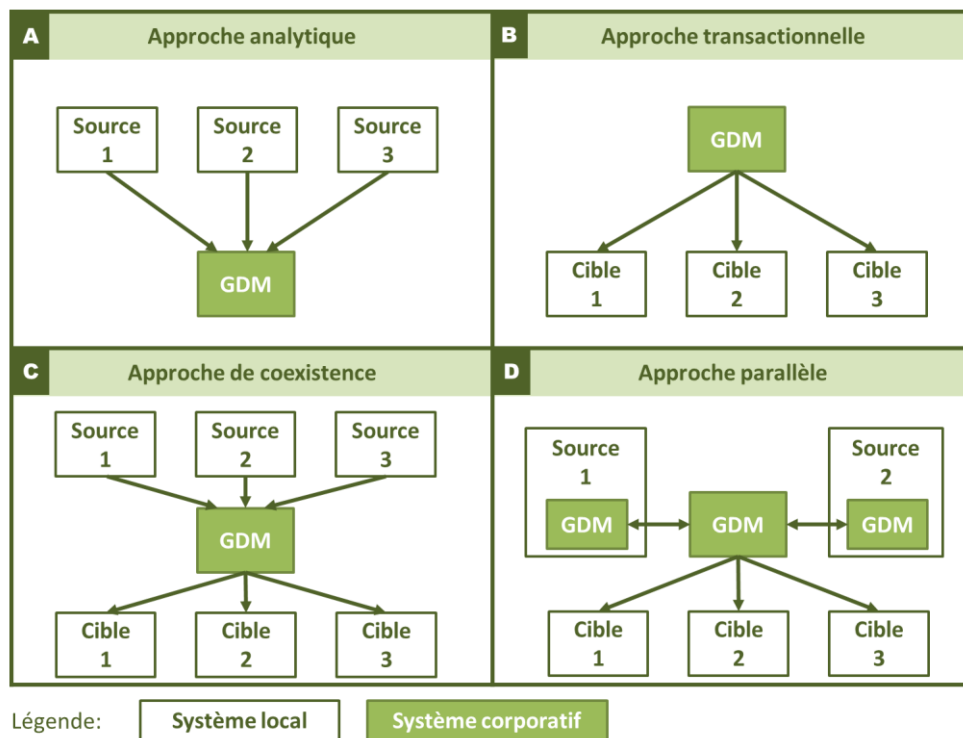 A Approche analytique
Source 1
Source 2
Source 3
GDM
B Approche transactionnelle
GDM
Cible 1
Cible 2
Cible 3
C Approche de coexistence
Source 1
Source 2
Source 3
GDM
Cible 1
Cible 2
Cible 3
D Approche parallèle
Source 1
Source 2
GDM
GDM
GDM
Cible 1
Cible 2
Cible 3
Légende: Système local Système corporatif